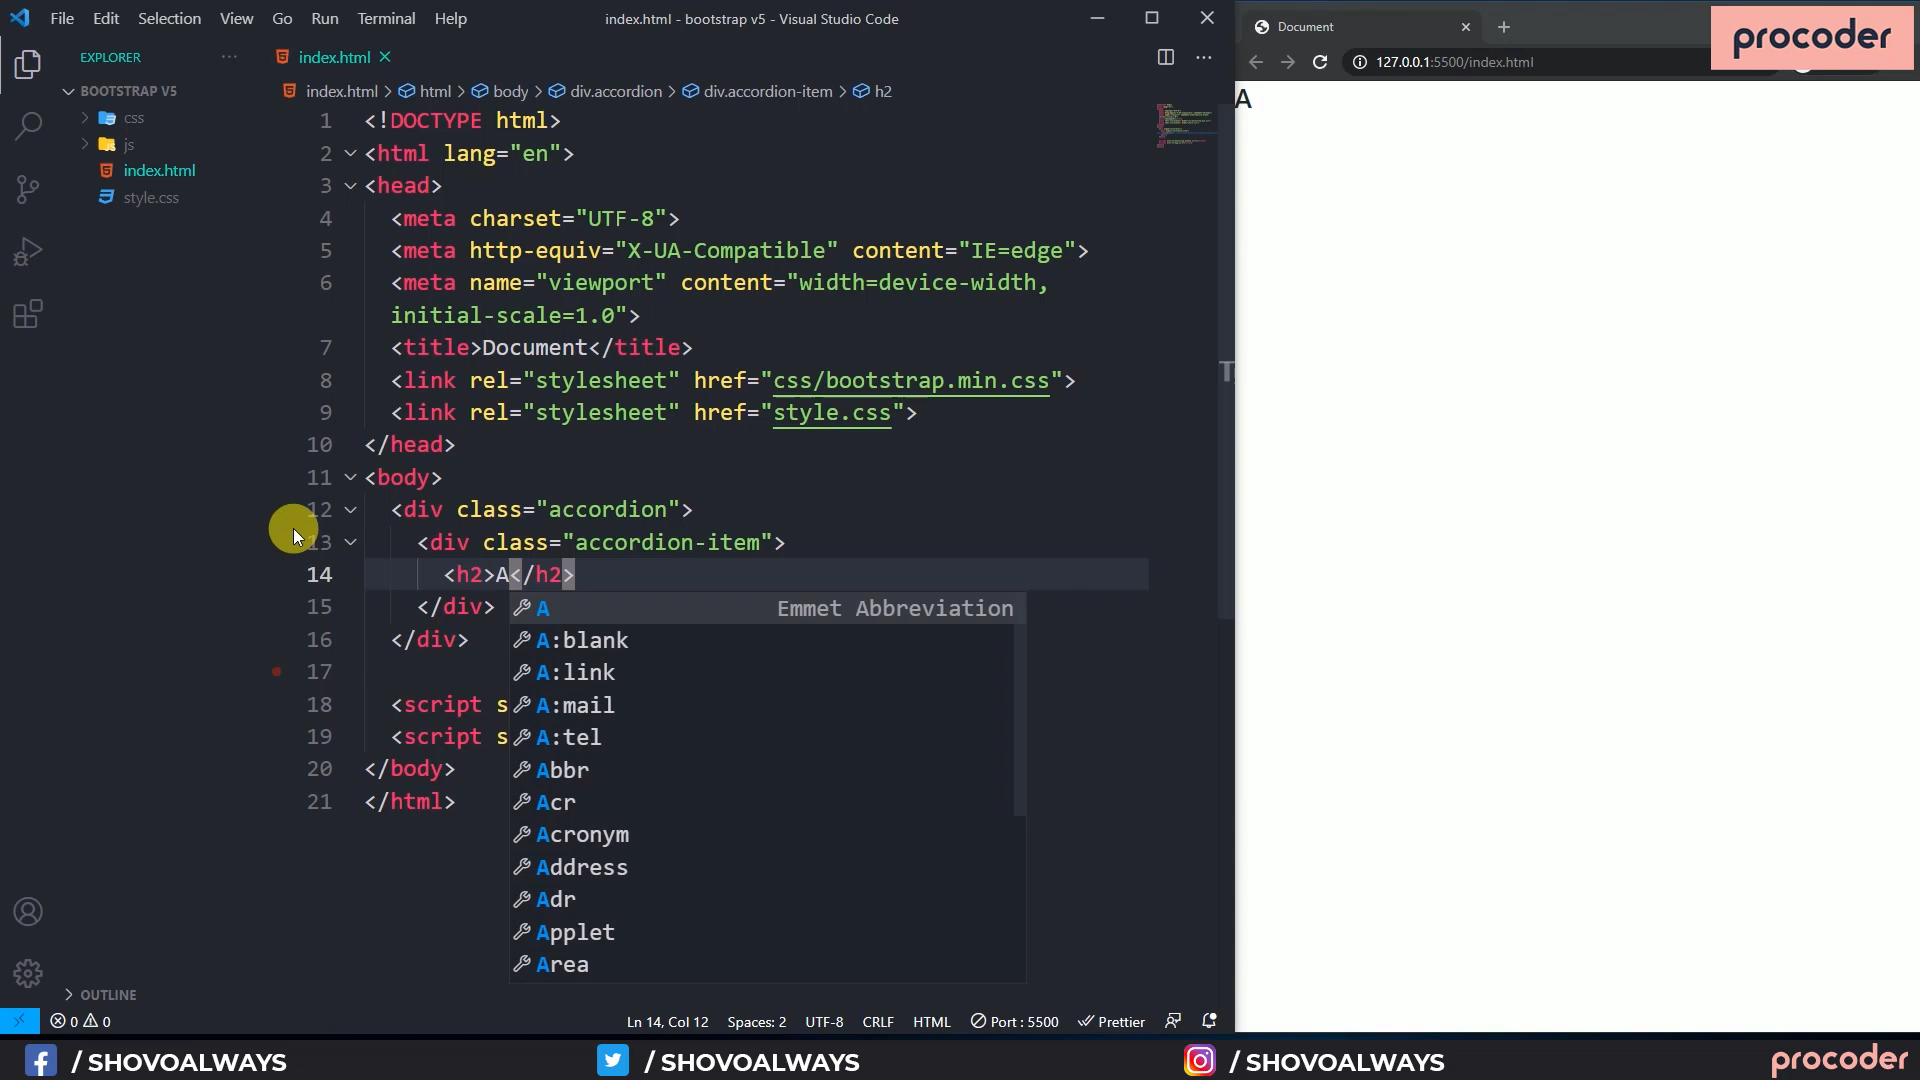 File Edit Selection View Go Run Terminal Help
index.html - bootstrap v5 - Visual Studio Code
Document
procoder
EXPLORER
index.html
127.0.0.1:5500/index.html
BOOTSTRAP V5
index.html > html > body > div.accordion > div.accordion-item > h2
css
js
index.html
style.css
A
1 <!DOCTYPE html>
2 <html lang="en">
3 <head>
4 <meta charset="UTF-8">
5 <meta http-equiv="X-UA-Compatible" content="IE=edge">
6 <meta name="viewport" content="width=device-width,
initial-scale=1.0">
7 <title>Document</title>
8 <link rel="stylesheet" href="css/bootstrap.min.css">
9 <link rel="stylesheet" href="style.css">
10 </head>
11 <body>
12 <div class="accordion">
13 <div class="accordion-item">
14 <h2>A</h2>
15 </div>
16 </div>
17
18 <script s
19 <script s
20 </body>
21 </html>
A Emmet Abbreviation
A:blank
A:link
A:mail
A:tel
Abbr
Acr
Acronym
Address
Adr
Applet
Area
OUTLINE
0 0
Ln 14, Col 12 Spaces: 2 UTF-8 CRLF HTML Port : 5500 Prettier
/ SHOVOALWAYS
/ SHOVOALWAYS
/ SHOVOALWAYS
procoder